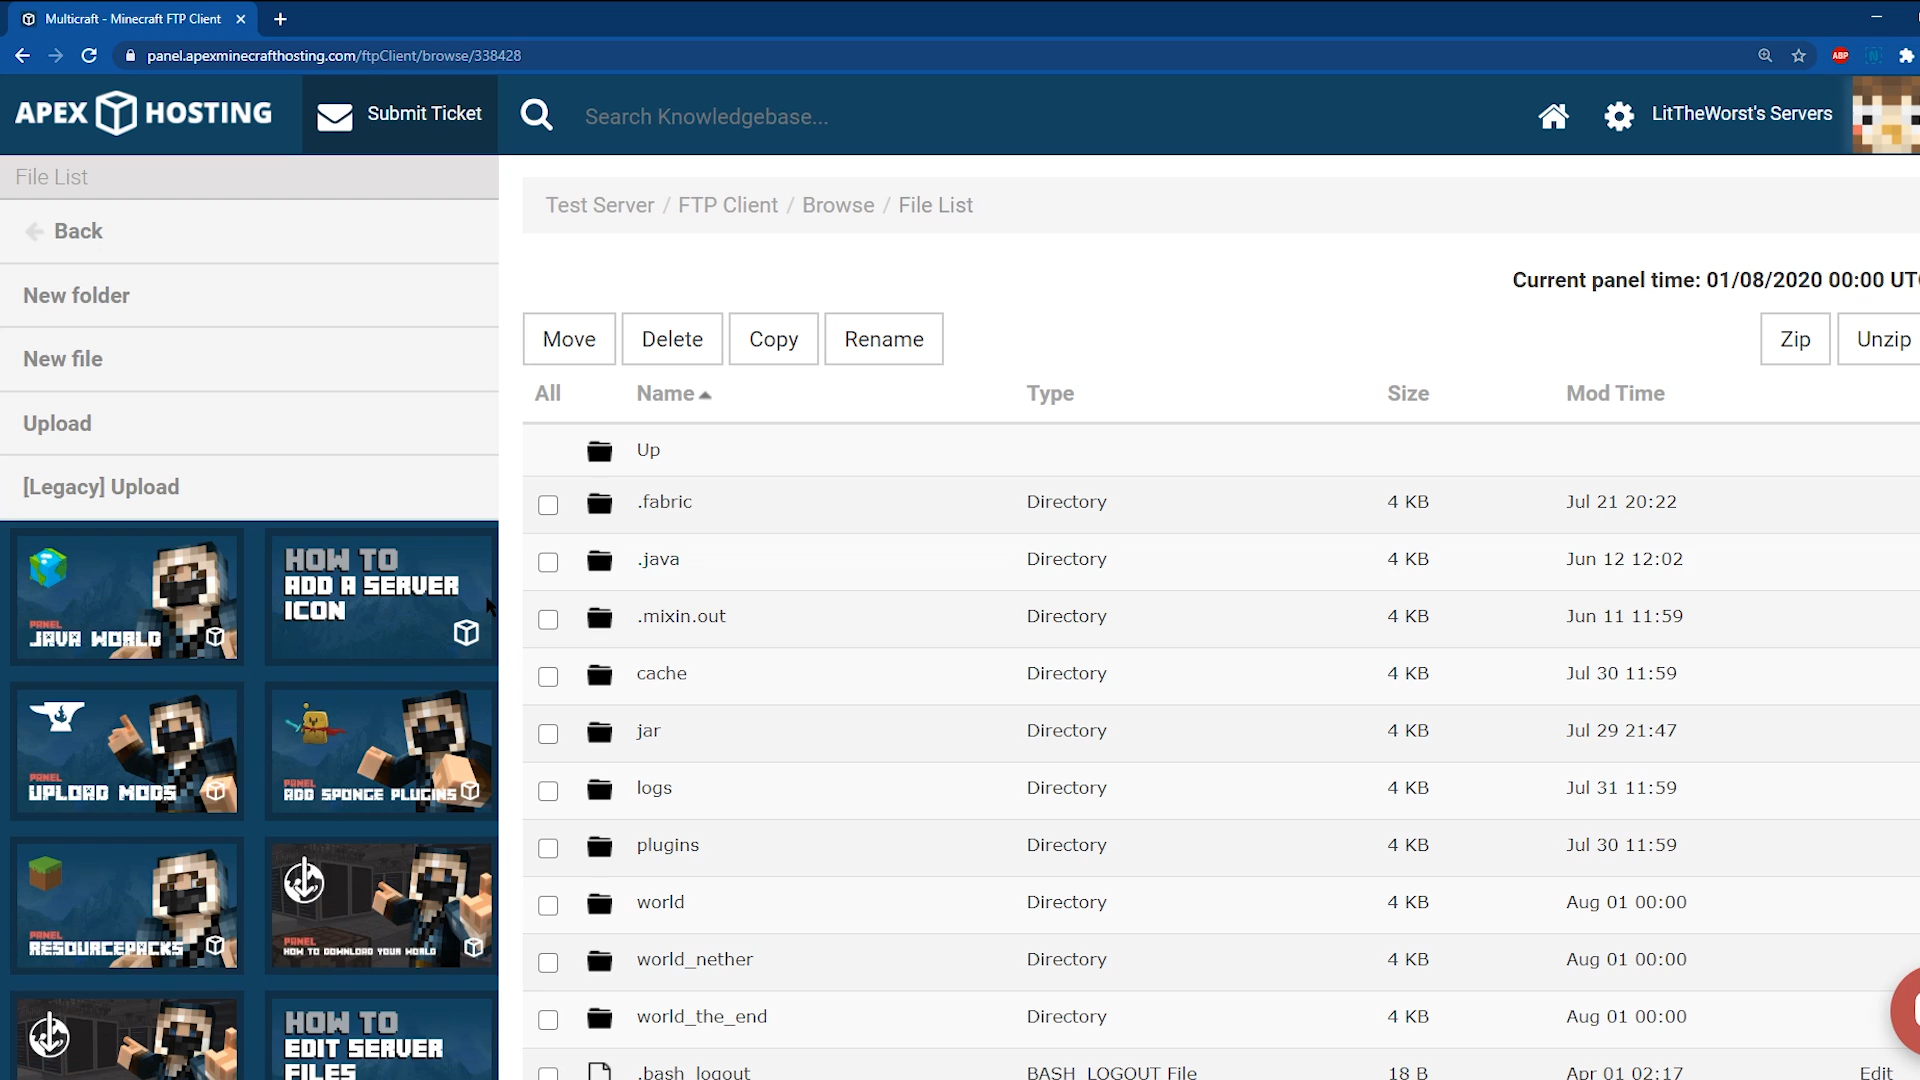 Multicraft - Minecraft FTP Client
panel.apexminecrafthosting.com/ftpClient/browse/338428
ABP
N
APEX HOSTING
Submit Ticket
Search Knowledgebase...
LitTheWorst's Servers
File List
Back
New folder
New file
Upload
[Legacy] Upload
PANEL
JAVA WORLD
HOW TO
ADD A SERVER
ICON
PANEL
UPLOAD MODS
PANEL
ADD SPONGE PLUGINS
PANEL
RESOURCEPACKS
PANEL
HOW TO DOWNLOAD YOUR WORLD
HOW TO
EDIT SERVER
FILES
Test Server / FTP Client / Browse / File List
Current panel time: 01/08/2020 00:00 UT
Move Delete Copy Rename Zip Unzip
All Name Type Size Mod Time
Up
.fabric Directory 4 KB Jul 21 20:22
.java Directory 4 KB Jun 12 12:02
.mixin.out Directory 4 KB Jun 11 11:59
cache Directory 4 KB Jul 30 11:59
jar Directory 4 KB Jul 29 21:47
logs Directory 4 KB Jul 31 11:59
plugins Directory 4 KB Jul 30 11:59
world Directory 4 KB Aug 01 00:00
world_nether Directory 4 KB Aug 01 00:00
world_the_end Directory 4 KB Aug 01 00:00
.bash_logout BASH_LOGOUT File 18 B Apr 01 02:17 Edit